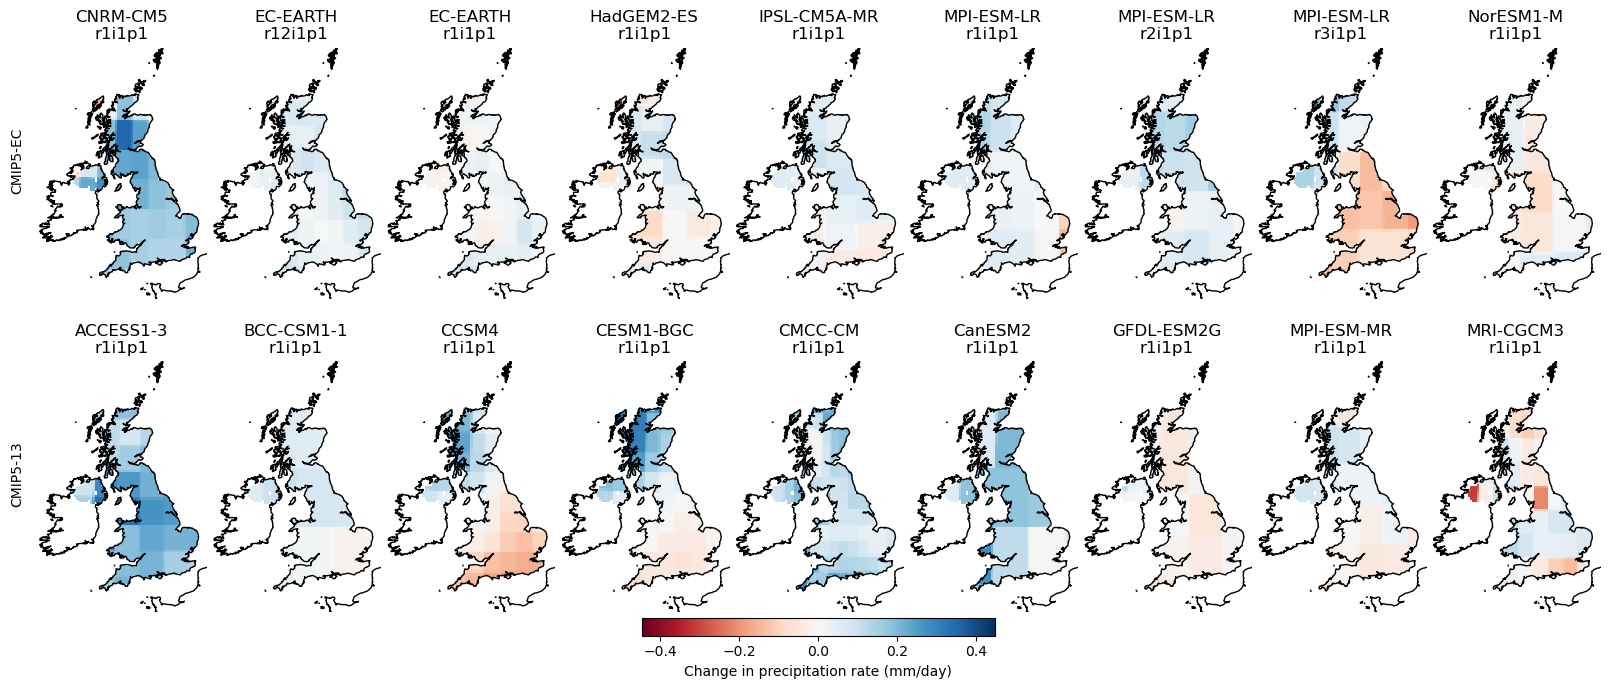 CNRM-CM5
r1i1p1
EC-EARTH
r12i1p1
EC-EARTH
r1i1p1
HadGEM2-ES
r1i1p1
IPSL-CM5A-MR
r1i1p1
MPI-ESM-LR
r1i1p1
MPI-ESM-LR
r2i1p1
MPI-ESM-LR
r3i1p1
NorESM1-M
r1i1p1
CMIP5-EC
ACCESS1-3
r1i1p1
BCC-CSM1-1
r1i1p1
CCSM4
r1i1p1
CESM1-BGC
r1i1p1
CMCC-CM
r1i1p1
CanESM2
r1i1p1
GFDL-ESM2G
r1i1p1
MPI-ESM-MR
r1i1p1
MRI-CGCM3
r1i1p1
CMIP5-13
−0.4 −0.2 0.0 0.2 0.4
Change in precipitation rate (mm/day)